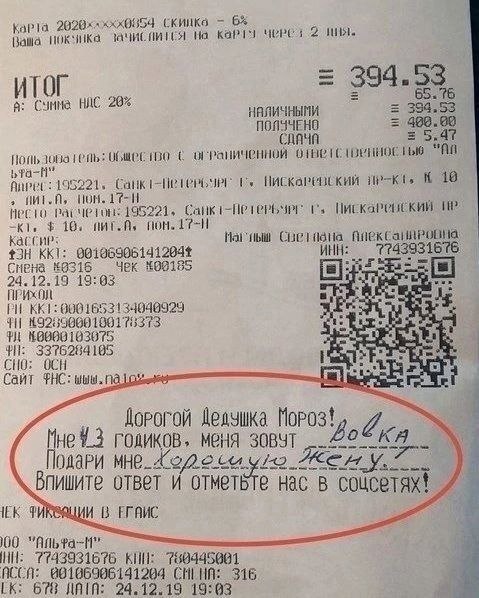 Карта 2020×××××0854 Скидка - 6%
Ваша покупка зачислится на карту через 2 дня.
ИТОГ ≡ 394.53
А: Сумма НДС 20% ≡ 65.76
НАЛИЧНЫМИ ≡ 394.53
ПОЛУЧЕНО ≡ 400.00
СДАЧА ≡ 5.47
Пользователь: Общество с ограниченной ответственностью "Ал
ьфа-М"
Адрес: 195221, Санкт-Петербург г, Пискаревский пр-кт, К 10
, лит.А, пом.17-Н
Место расчетов: 195221, Санкт-Петербург г, Пискаревский пр
-кт, $ 10, лит.А, пом.17-Н
Кассир: Маглыш Светлана Александровна
↑ЗН ККТ: 00106906141204↑ ИНН: 7743931676
Смена №0316 Чек №00185
24.12.19 19:03
ПРИХОД
РН ККТ: 0001653134040929
ФН №9289000100178373
ФД №0000103075
ФП: 3376284105
СНО: ОСН
Сайт ФНС: www.nalog.ru
Дорогой Дедушка Мороз!
Мне 43 годиков, меня зовут Вовка
Подари мне Хорошую жену.
Впишите ответ и отметьте нас в соцсетях!
ЧЕК ФИКСАЦИИ В ЕГАИС
ООО "Альфа-М"
ИНН: 7743931676 КПП: 780445001
КАССА: 00106906141204 СМЕНА: 316
ЧЕК: 678 ДАТА: 24.12.19 19:03